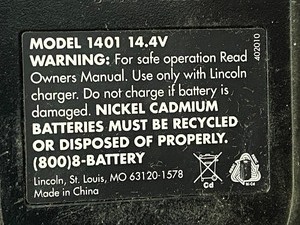 MODEL 1401 14.4V
WARNING: For safe operation Read
Owners Manual. Use only with Lincoln
charger. Do not charge if battery is
damaged. NICKEL CADMIUM
BATTERIES MUST BE RECYCLED
OR DISPOSED OF PROPERLY.
(800)8-BATTERY
Lincoln, St. Louis, MO 63120-1578
Made in China
Cd
Ni-Cd
402010